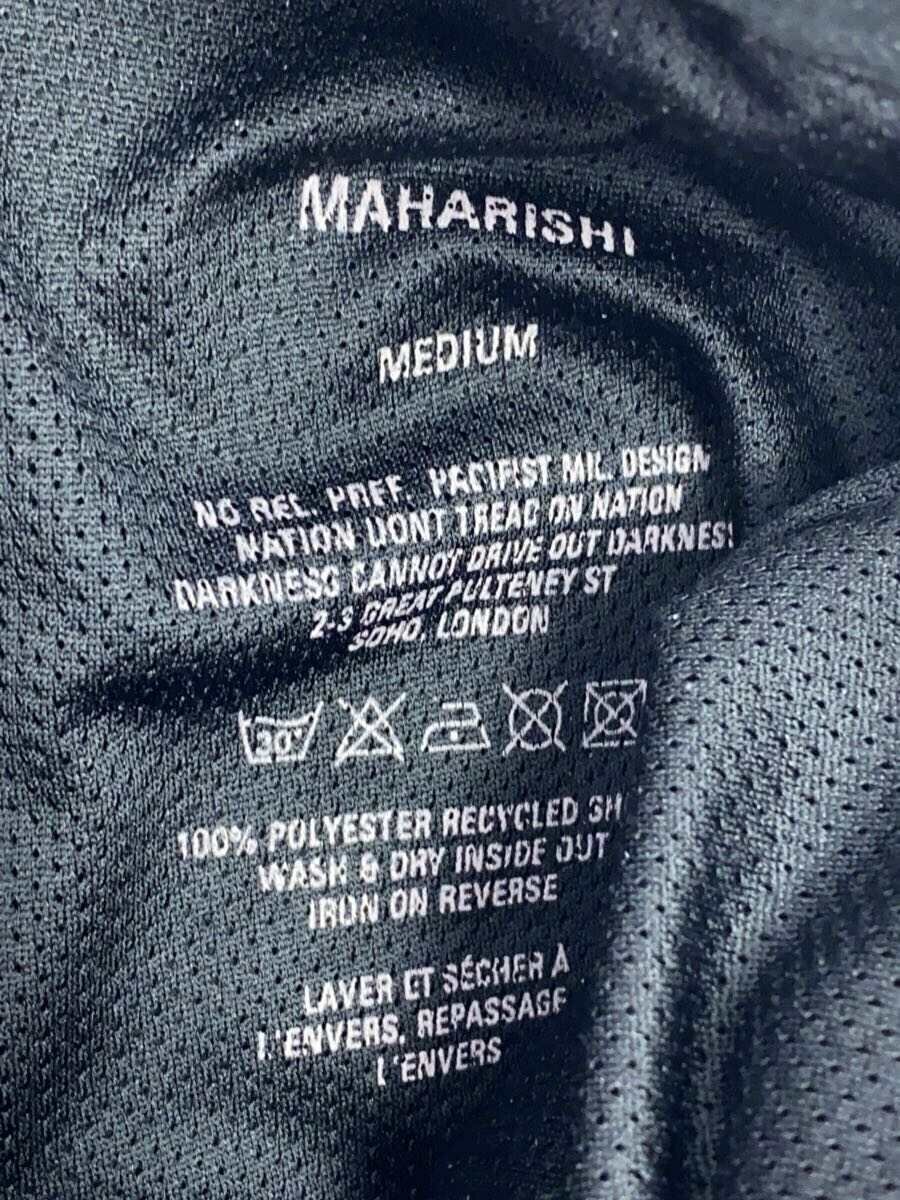 MAHARISHI
MEDIUM
NO REL. PREF. PACIFIST MIL. DESIGN
NATION DONT TREAD ON NATION
DARKNESS CANNOT DRIVE OUT DARKNESS
2-3 GREAT PULTENEY ST
SOHO, LONDON
30°
100% POLYESTER RECYCLED
WASH & DRY INSIDE OUT
IRON ON REVERSE
LAVER ET SÉCHER À
L'ENVERS. REPASSAGE
L'ENVERS